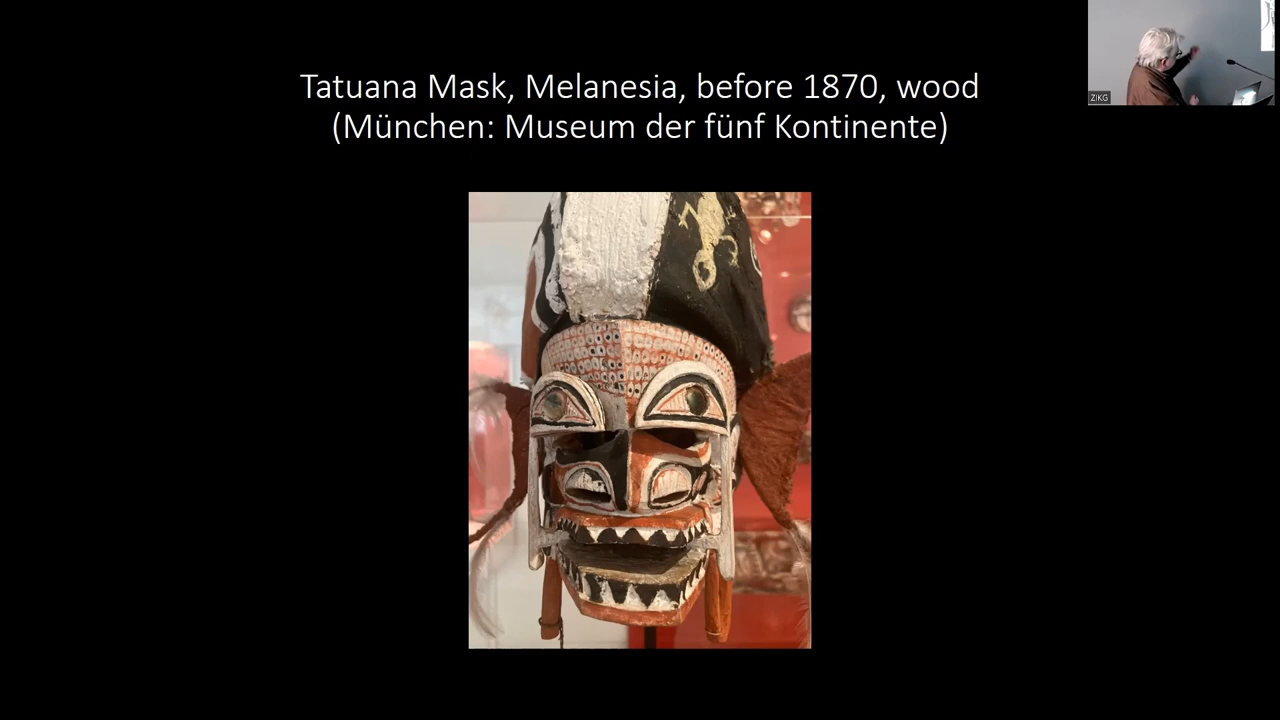 Tatuana Mask, Melanesia, before 1870, wood
(München: Museum der fünf Kontinente)
ZIKG